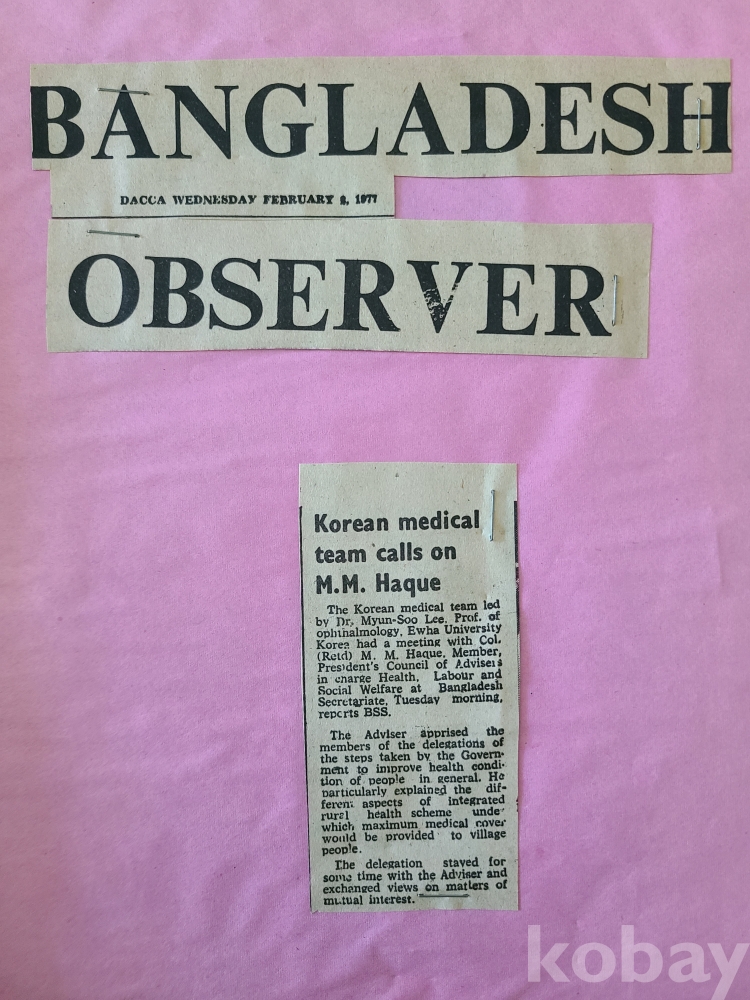 BANGLADESH
DACCA WEDNESDAY FEBRUARY 2, 1977
OBSERVER
Korean medical
team calls on
M.M. Haque
The Korean medical team led
by Dr. Myun-Soo Lee. Prof. of
ophthalmology, Ewha University
Korea had a meeting with Col.
(Retd) M. M. Haque, Member,
President's Council of Advisers
in charge Health, Labour and
Social Welfare at Bangladesh
Secretariate, Tuesday morning,
reports BSS.
The Adviser apprised the
members of the delegations of
the steps taken by the Govern-
ment to improve health condi-
tion of people in general. He
particularly explained the dif-
ferent aspects of integrated
rural health scheme under
which maximum medical cover
would be provided to village
people.
The delegation stayed for
some time with the Adviser and
exchanged views on matters of
mutual interest.
kobay